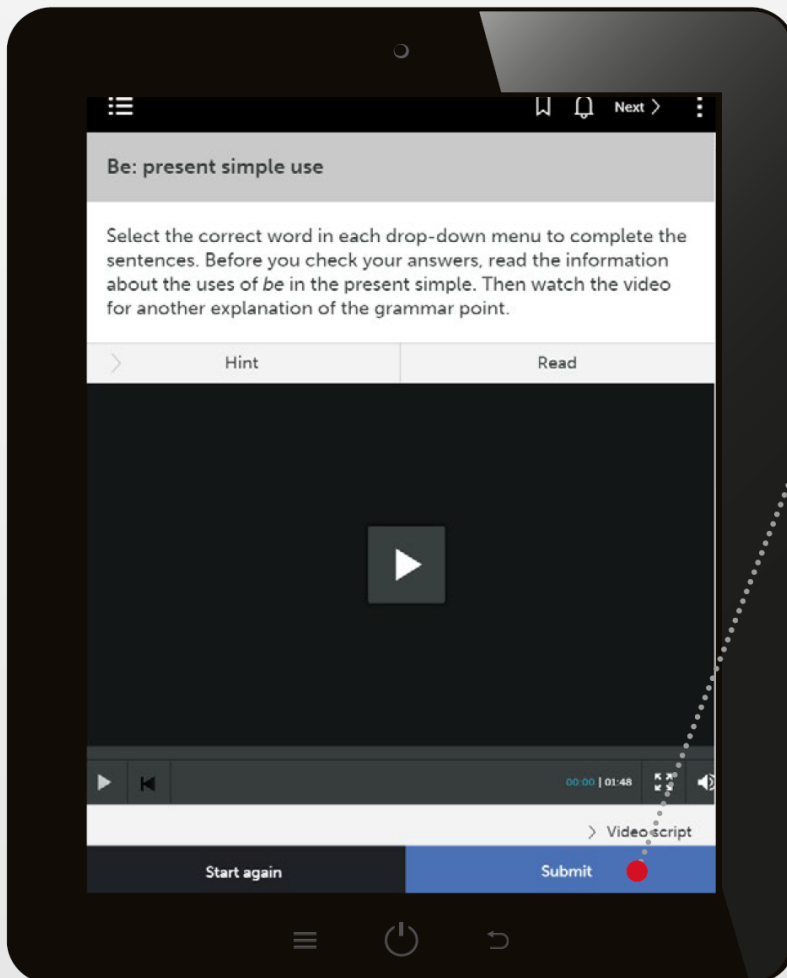 Next >
Be: present simple use
Select the correct word in each drop-down menu to complete the
sentences. Before you check your answers, read the information
about the uses of be in the present simple. Then watch the video
for another explanation of the grammar point.
Hint
Read
00:00 | 01:48
> Video script
Start again
Submit